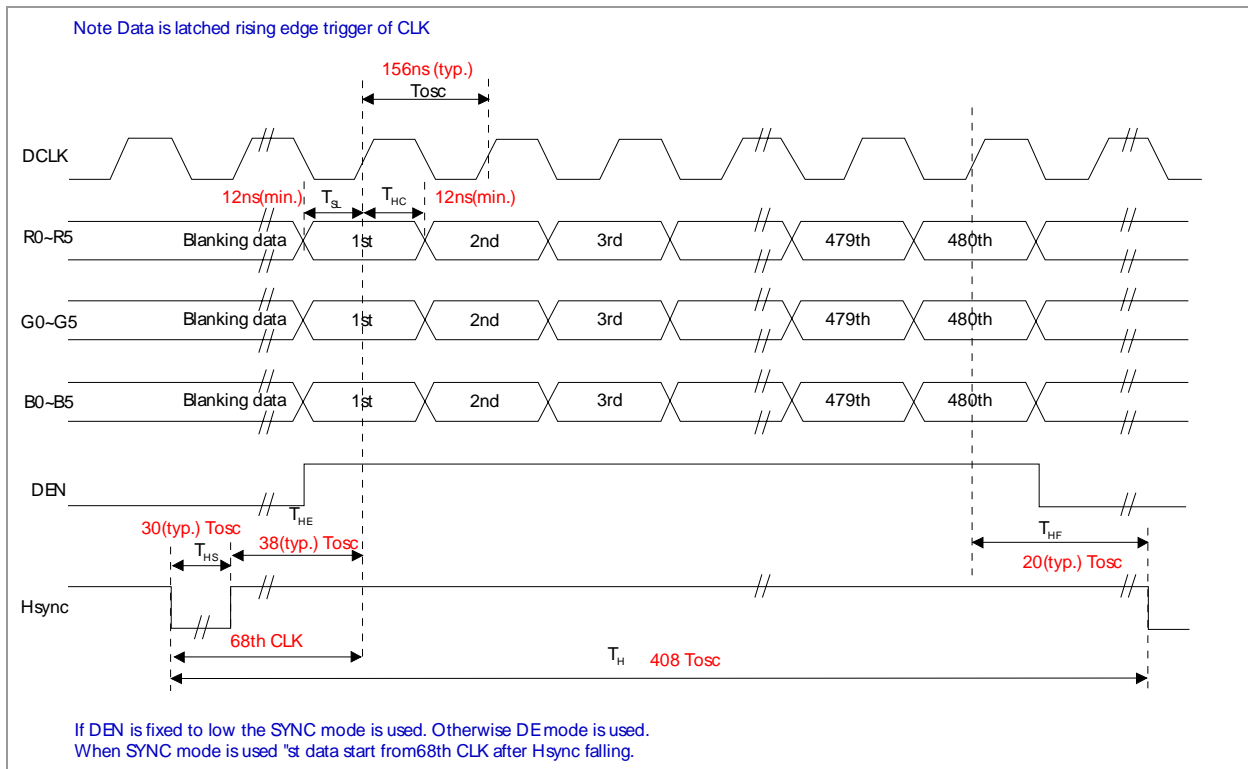 Note Data is latched rising edge trigger of CLK
156ns (typ.)
Tosc
DCLK
12ns(min.) TSL THC 12ns(min.)
R0~R5 Blanking data 1st 2nd 3rd 479th 480th
G0~G5 Blanking data 1st 2nd 3rd 479th 480th
B0~B5 Blanking data 1st 2nd 3rd 479th 480th
DEN
THE
30(typ.) Tosc
38(typ.) Tosc
THS
THF
20(typ.) Tosc
Hsync
68th CLK
TH 408 Tosc
If DEN is fixed to low the SYNC mode is used. Otherwise DE mode is used.
When SYNC mode is used "st data start from68th CLK after Hsync falling.